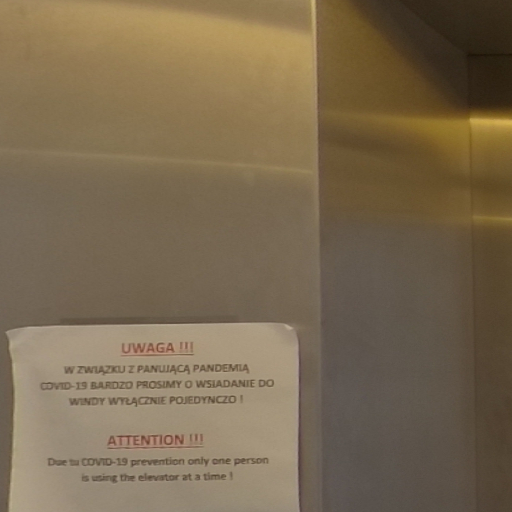 UWAGA !!!
W ZWIĄZKU Z PANUJĄCĄ PANDEMIĄ
COVID-19 BARDZO PROSIMY O WSIADANIE DO
WINDY WYŁĄCZNIE POJEDYNCZO !
ATTENTION !!!
Due to COVID-19 prevention only one person
is using the elevator at a time !